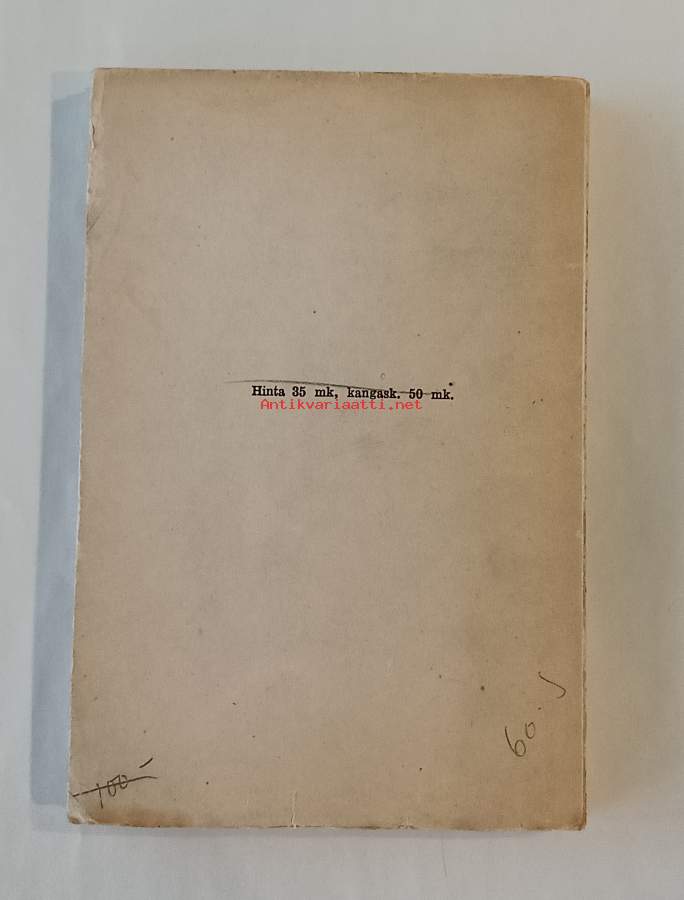 Hinta 35 mk, kangask. 50 mk.
Antikvariaatti.net
60.
100